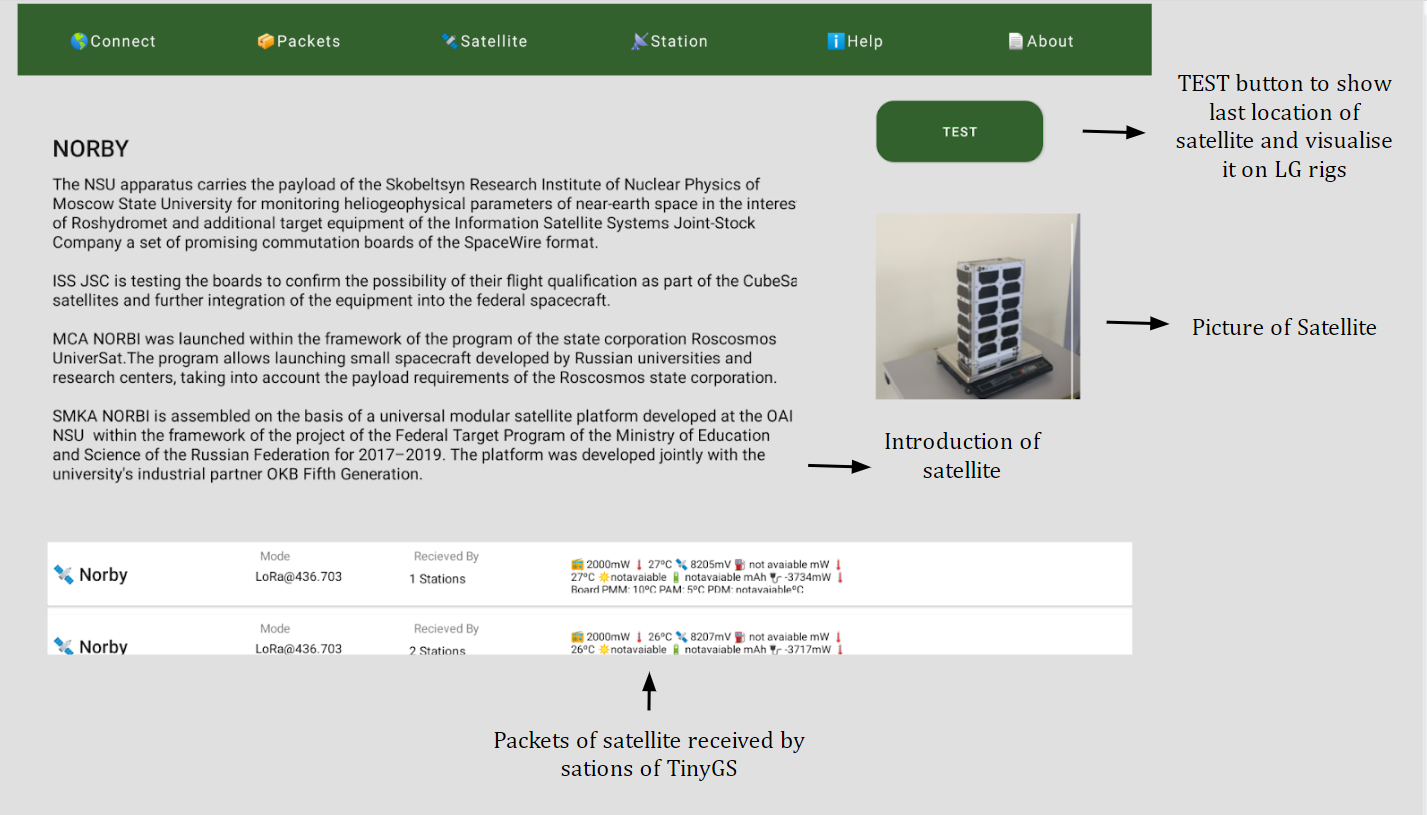 🌎Connect 📦Packets 🛰️Satellite 📡Station ℹ️Help 📄About
TEST
TEST button to show
last location of
satellite and visualise
it on LG rigs
NORBY
The NSU apparatus carries the payload of the Skobeltsyn Research Institute of Nuclear Physics of
Moscow State University for monitoring heliogeophysical parameters of near-earth space in the interes
of Roshydromet and additional target equipment of the Information Satellite Systems Joint-Stock
Company a set of promising commutation boards of the SpaceWire format.
ISS JSC is testing the boards to confirm the possibility of their flight qualification as part of the CubeSa
satellites and further integration of the equipment into the federal spacecraft.
MCA NORBI was launched within the framework of the program of the state corporation Roscosmos
UniverSat.The program allows launching small spacecraft developed by Russian universities and
research centers, taking into account the payload requirements of the Roscosmos state corporation.
SMKA NORBI is assembled on the basis of a universal modular satellite platform developed at the OAI
NSU within the framework of the project of the Federal Target Program of the Ministry of Education
and Science of the Russian Federation for 2017–2019. The platform was developed jointly with the
university's industrial partner OKB Fifth Generation.
Picture of Satellite
Introduction of
satellite
Norby
Mode
LoRa@436.703
Recieved By
1 Stations
📻 2000mW 🌡️ 27ºC 🛰️ 8205mV ⛽ not avaiable mW 🌡️
27ºC ☀️notavaiable 🔋 notavaiable mAh 🔌 -3734mW 🌡️
Board PMM: 10ºC PAM: 5ºC PDM: notavaiableºC
Norby
Mode
LoRa@436.703
Recieved By
2 Stations
📻 2000mW 🌡️ 26ºC 🛰️ 8207mV ⛽ not avaiable mW 🌡️
26ºC ☀️notavaiable 🔋 notavaiable mAh 🔌 -3717mW 🌡️
Packets of satellite received by
sations of TinyGS